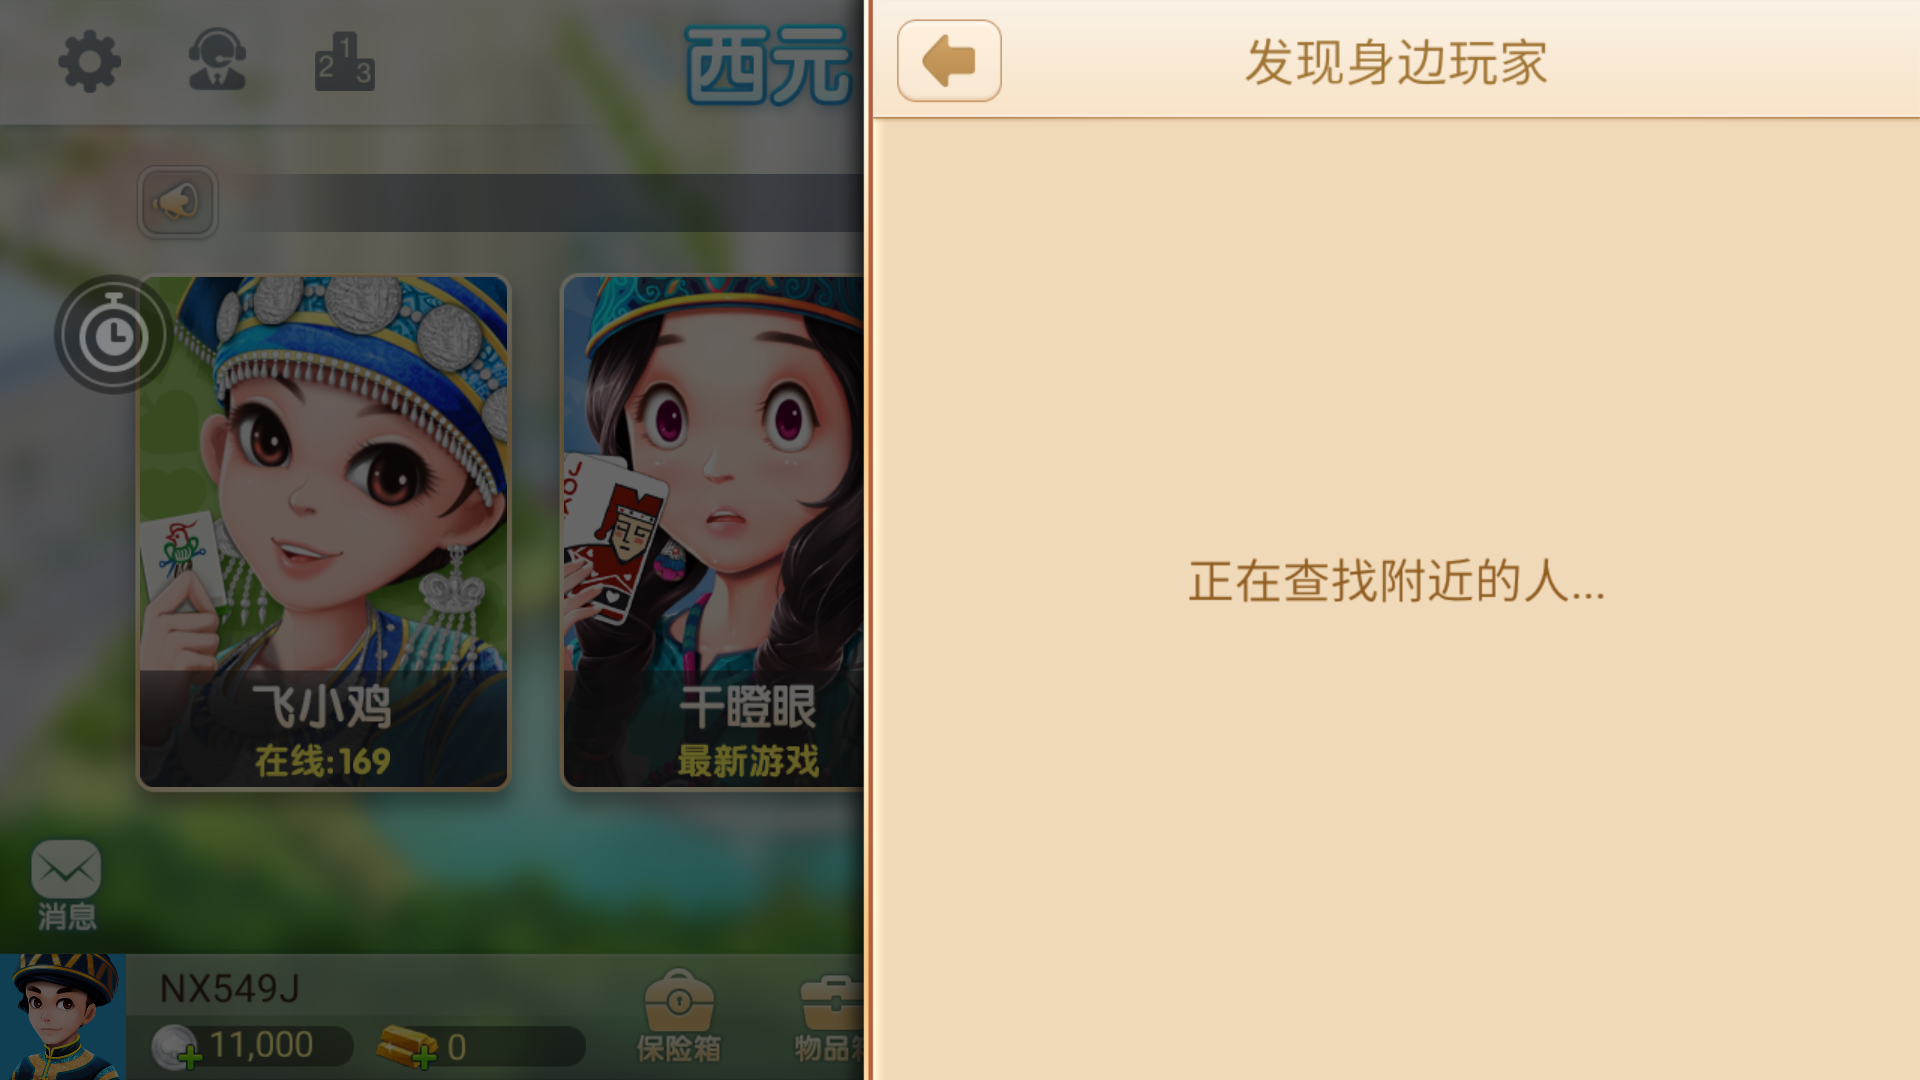 1
2
3
西元
发现身边玩家
正在查找附近的人...
飞小鸡
在线:169
干瞪眼
最新游戏
消息
NX549J
11,000
0
保险箱
物品箱